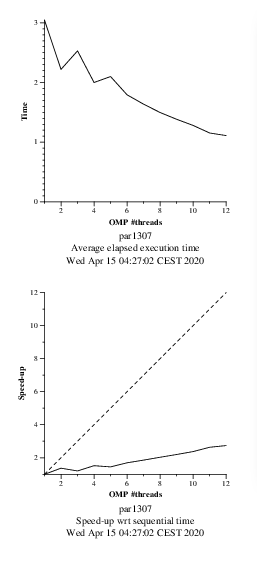 3
2
1
0
Time
2 4 6 8 10 12
OMP #threads
par1307
Average elapsed execution time
Wed Apr 15 04:27:02 CEST 2020
12
10
8
6
4
2
Speed-up
2 4 6 8 10 12
OMP #threads
par1307
Speed-up wrt sequential time
Wed Apr 15 04:27:02 CEST 2020